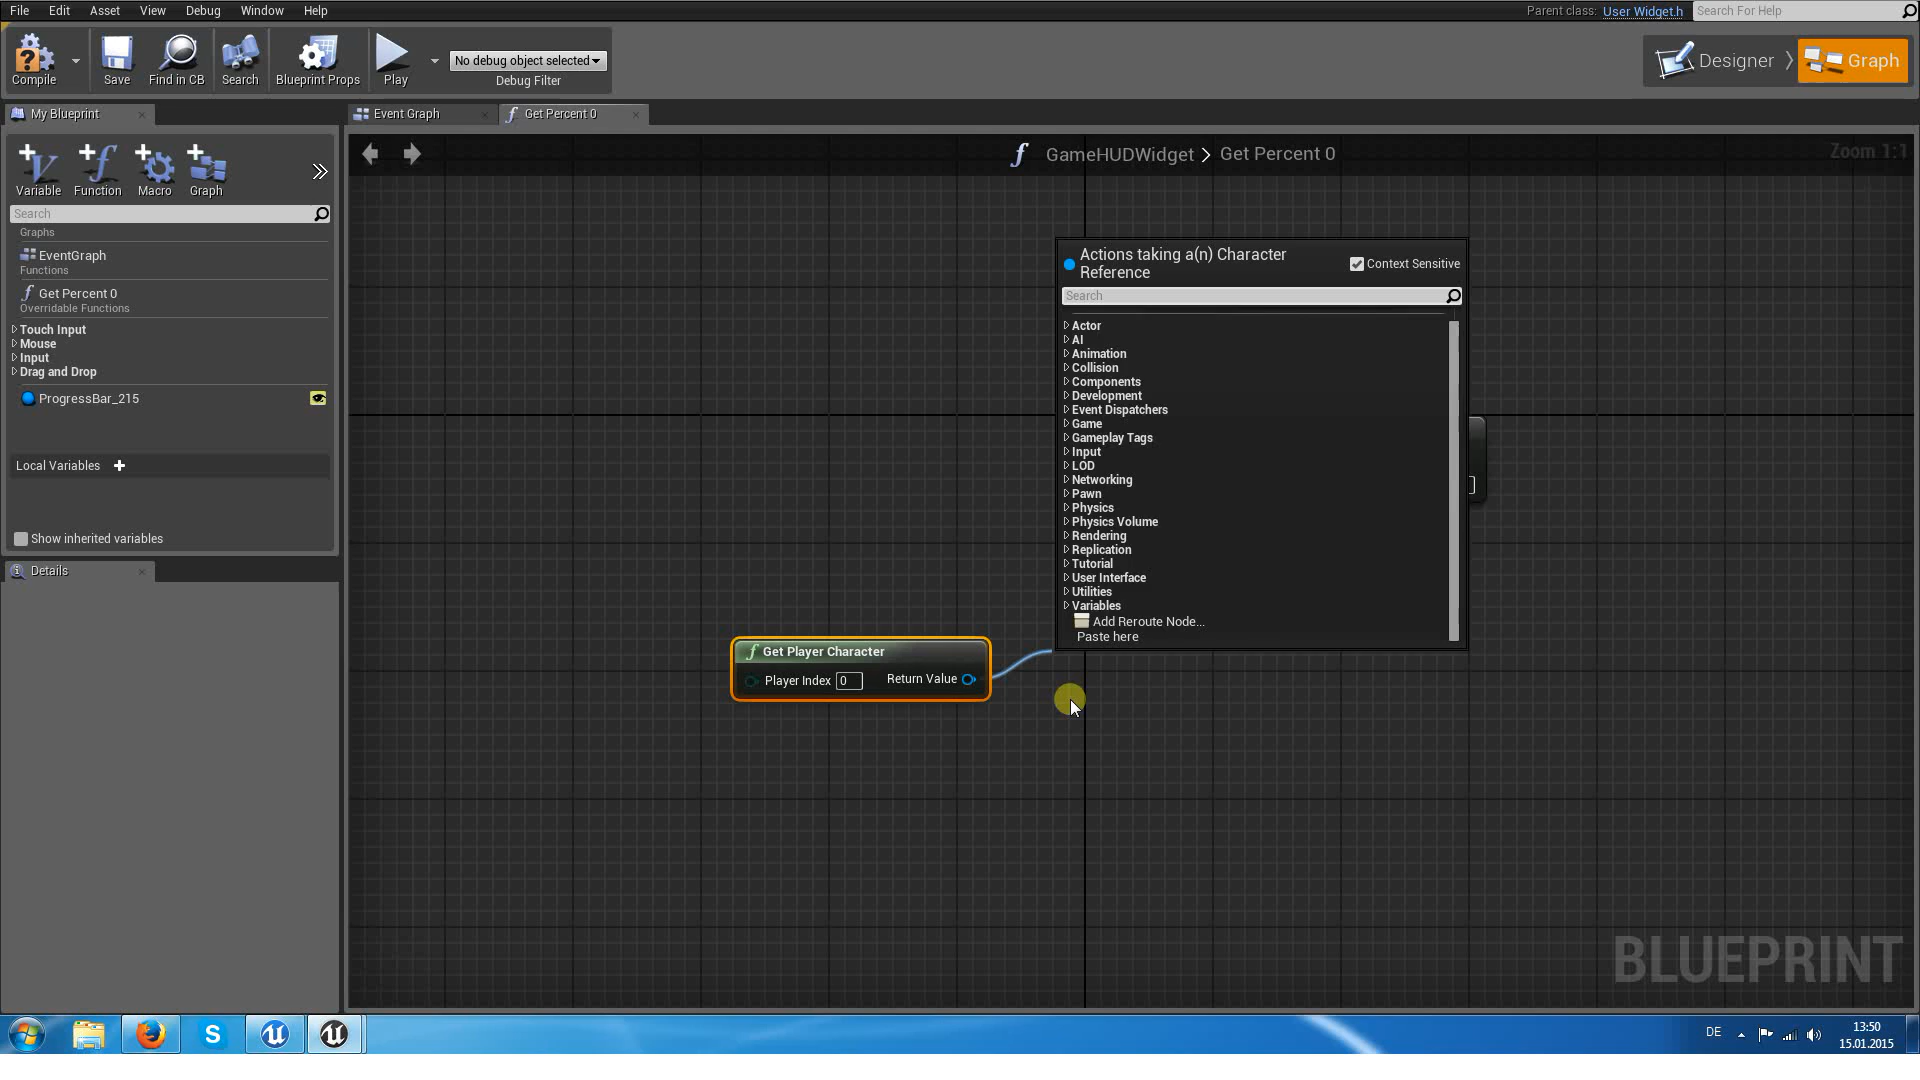 File Edit Asset View Debug Window Help
Parent class: User Widget.h Search For Help
Compile Save Find in CB Search Blueprint Props Play
No debug object selected
Debug Filter
Designer Graph
My Blueprint
Event Graph
Get Percent 0
Variable Function Macro Graph
GameHUDWidget > Get Percent 0
Zoom 1:1
Search
Graphs
EventGraph
Functions
Get Percent 0
Overridable Functions
Touch Input
Mouse
Input
Drag and Drop
ProgressBar_215
Local Variables
Show inherited variables
Details
Actions taking a(n) Character
Reference
Context Sensitive
Search
Actor
AI
Animation
Collision
Components
Development
Event Dispatchers
Game
Gameplay Tags
Input
LOD
Networking
Pawn
Physics
Physics Volume
Rendering
Replication
Tutorial
User Interface
Utilities
Variables
Add Reroute Node...
Paste here
Get Player Character
Player Index 0 Return Value
BLUEPRINT
DE
13:50
15.01.2015